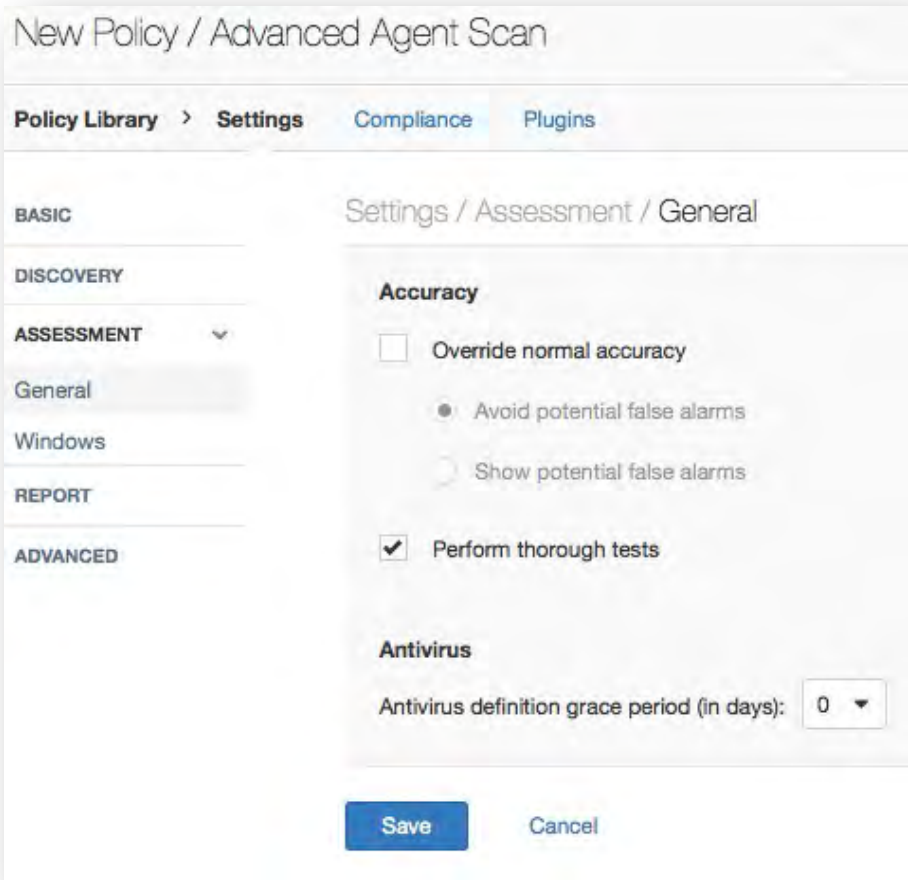 New Policy / Advanced Agent Scan
Policy Library > Settings Compliance Plugins
BASIC
DISCOVERY
ASSESSMENT
General
Windows
REPORT
ADVANCED
Settings / Assessment / General
Accuracy
Override normal accuracy
Avoid potential false alarms
Show potential false alarms
Perform thorough tests
Antivirus
Antivirus definition grace period (in days): 0
Save Cancel